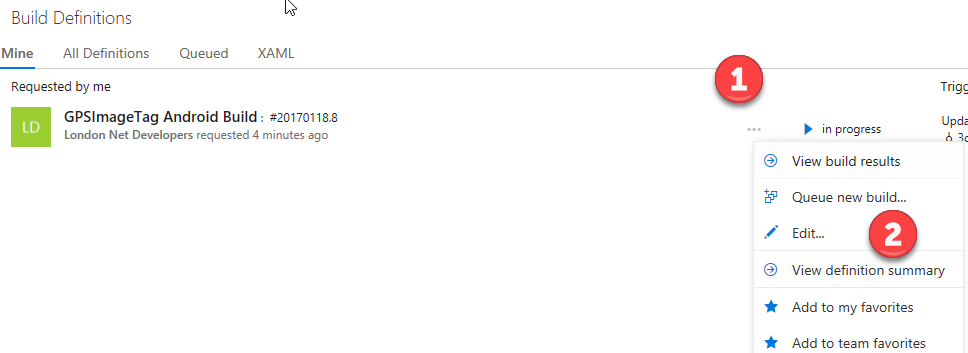 Build Definitions
Mine All Definitions Queued XAML
Requested by me
1
LD
GPSImageTag Android Build : #20170118.8
London Net Developers requested 4 minutes ago
... in progress
View build results
Queue new build...
Edit...
2
View definition summary
Add to my favorites
Add to team favorites